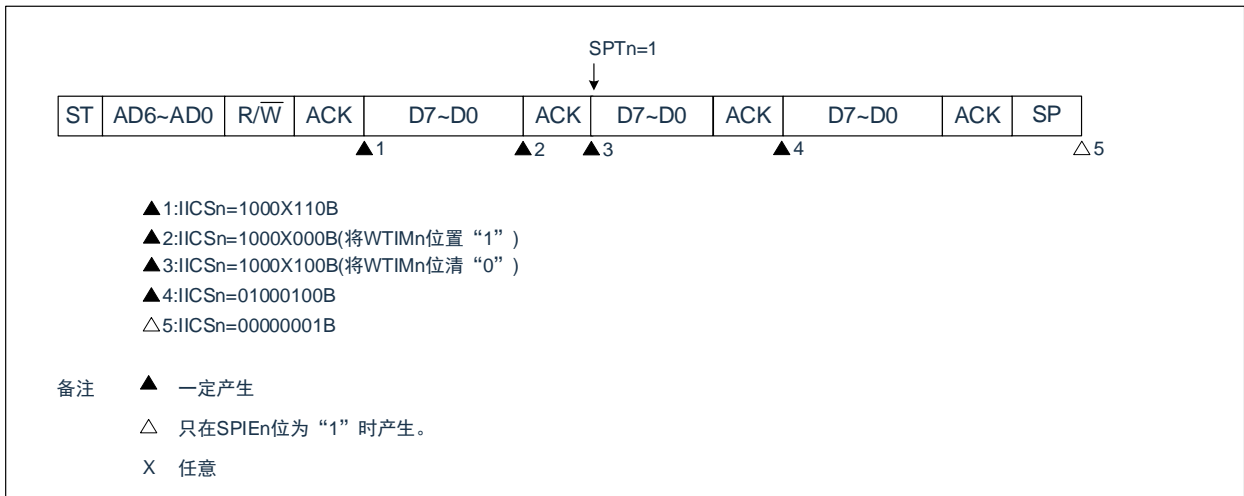 SPTn=1
ST AD6~AD0 R/W̅ ACK D7~D0 ACK D7~D0 ACK D7~D0 ACK SP
▲1 ▲2 ▲3 ▲4 △5
▲1:IICSn=1000X110B
▲2:IICSn=1000X000B(将WTIMn位置“1”)
▲3:IICSn=1000X100B(将WTIMn位清“0”)
▲4:IICSn=01000100B
△5:IICSn=00000001B
备注 ▲ 一定产生
△ 只在SPIEn位为“1”时产生。
X 任意